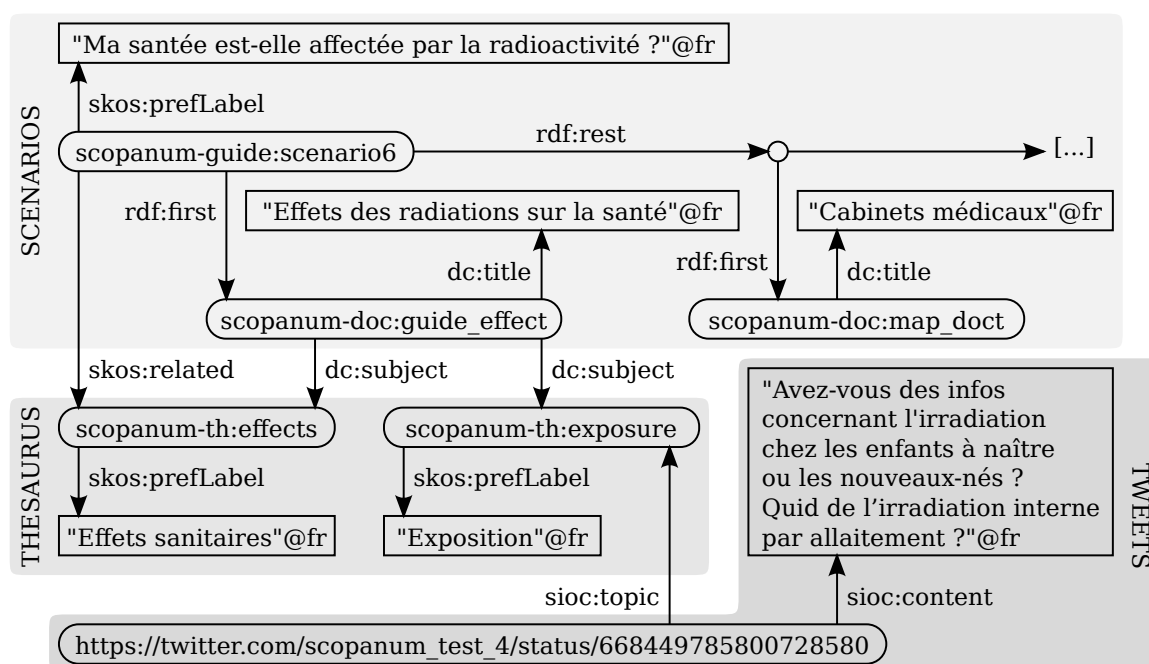 SCENARIOS
"Ma santée est-elle affectée par la radioactivité ?"@fr
skos:prefLabel
scopanum-guide:scenario6
rdf:rest
[...]
rdf:first
"Effets des radiations sur la santé"@fr
"Cabinets médicaux"@fr
dc:title
rdf:first
dc:title
scopanum-doc:guide_effect
scopanum-doc:map_doct
skos:related
dc:subject
dc:subject
THESAURUS
scopanum-th:effects
scopanum-th:exposure
skos:prefLabel
skos:prefLabel
"Effets sanitaires"@fr
"Exposition"@fr
TWEETS
"Avez-vous des infos
concernant l'irradiation
chez les enfants à naître
ou les nouveaux-nés ?
Quid de l’irradiation interne
par allaitement ?"@fr
sioc:topic
sioc:content
https://twitter.com/scopanum_test_4/status/668449785800728580